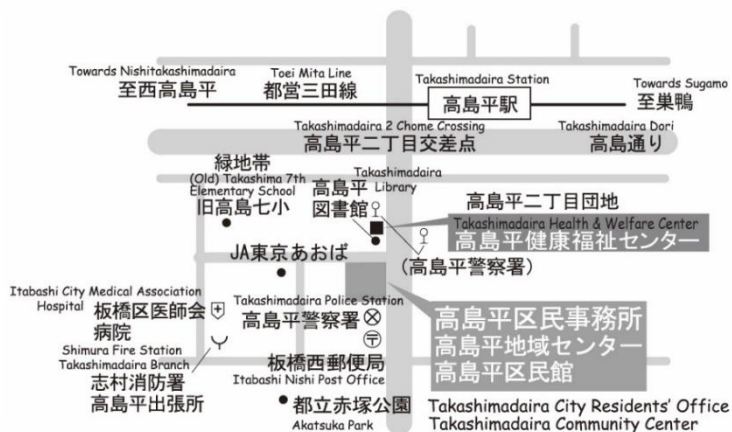 Towards Nishitakashimadaira
至西高島平
Toei Mita Line
都営三田線
Takashimadaira Station
高島平駅
Towards Sugamo
至巣鴨
Takashimadaira 2 Chome Crossing
高島平二丁目交差点
Takashimadaira Dori
高島通り
緑地帯
(Old) Takashima 7th
Elementary School
旧高島七小
Takashimadaira
Library
高島平
図書館
高島平二丁目団地
Takashimadaira Health & Welfare Center
高島平健康福祉センター
(高島平警察署)
JA東京あおば
Itabashi City Medical Association
Hospital
板橋区医師会
病院
Takashimadaira Police Station
高島平警察署
〒
Shimura Fire Station
Takashimadaira Branch
志村消防署
高島平出張所
板橋西郵便局
Itabashi Nishi Post Office
都立赤塚公園
Akatsuka Park
高島平区民事務所
高島平地域センター
高島平区民館
Takashimadaira City Residents' Office
Takashimadaira Community Center